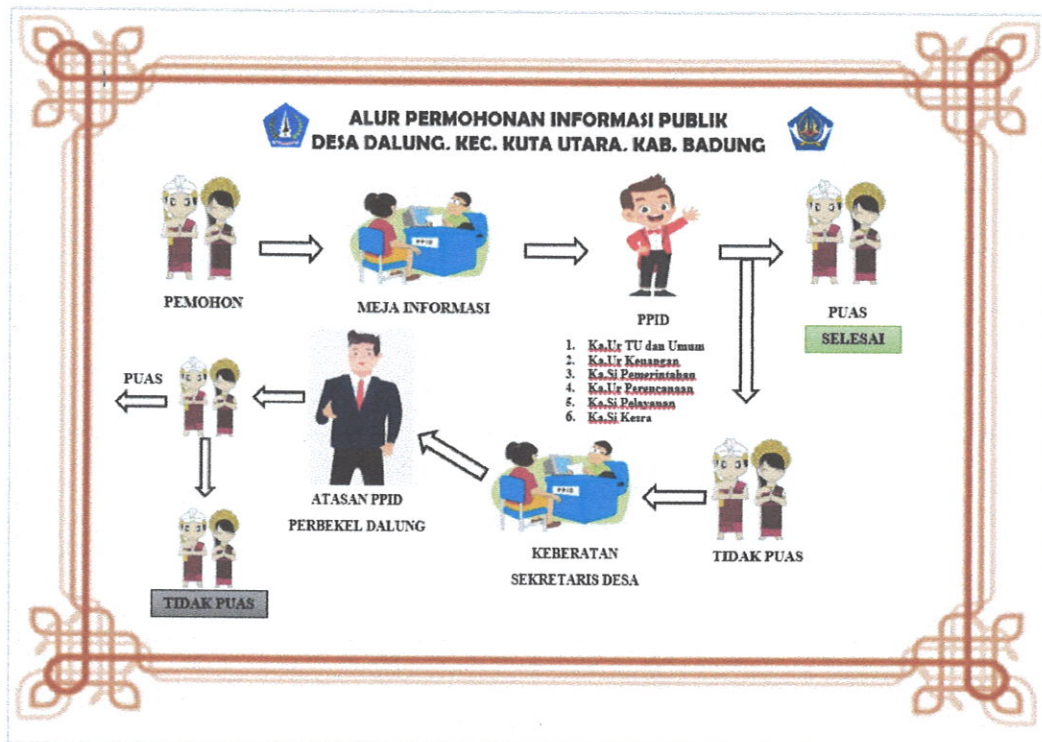 ALUR PERMOHONAN INFORMASI PUBLIK
DESA DALUNG. KEC. KUTA UTARA. KAB. BADUNG
PEMOHON
PPID
MEJA INFORMASI
PPID
1. Ka.Ur TU dan Umum
2. Ka.Ur Keuangan
3. Ka.Si Pemerintahan
4. Ka.Ur Perencanaan
5. Ka.Si Pelayanan
6. Ka.Si Kesra
PUAS
SELESAI
TIDAK PUAS
PPID
KEBERATAN
SEKRETARIS DESA
ATASAN PPID
PERBEKEL DALUNG
PUAS
TIDAK PUAS